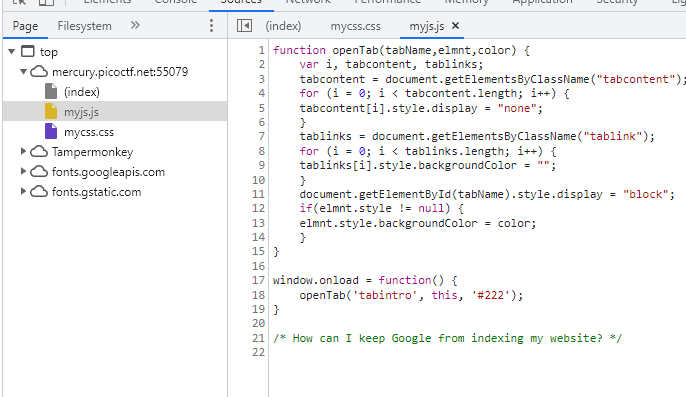 Elements Console Sources Network Performance Memory Application Security
Page Filesystem
(index) mycss.css myjs.js
top
mercury.picoctf.net:55079
(index)
myjs.js
mycss.css
Tampermonkey
fonts.googleapis.com
fonts.gstatic.com
1 function openTab(tabName,elmnt,color) {
2 var i, tabcontent, tablinks;
3 tabcontent = document.getElementsByClassName("tabcontent");
4 for (i = 0; i < tabcontent.length; i++) {
5 tabcontent[i].style.display = "none";
6 }
7 tablinks = document.getElementsByClassName("tablink");
8 for (i = 0; i < tablinks.length; i++) {
9 tablinks[i].style.backgroundColor = "";
10 }
11 document.getElementById(tabName).style.display = "block";
12 if(elmnt.style != null) {
13 elmnt.style.backgroundColor = color;
14 }
15 }
16
17 window.onload = function() {
18 openTab('tabintro', this, '#222');
19 }
20
21 /* How can I keep Google from indexing my website? */
22